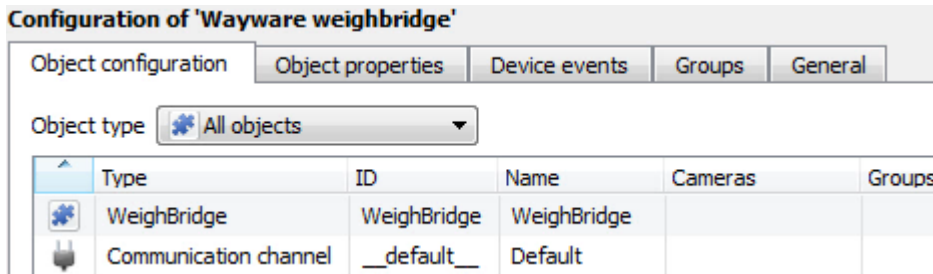 Configuration of 'Wayware weighbridge'
Object configuration Object properties Device events Groups General
Object type All objects
Type ID Name Cameras Groups
WeighBridge WeighBridge WeighBridge
Communication channel __default__ Default